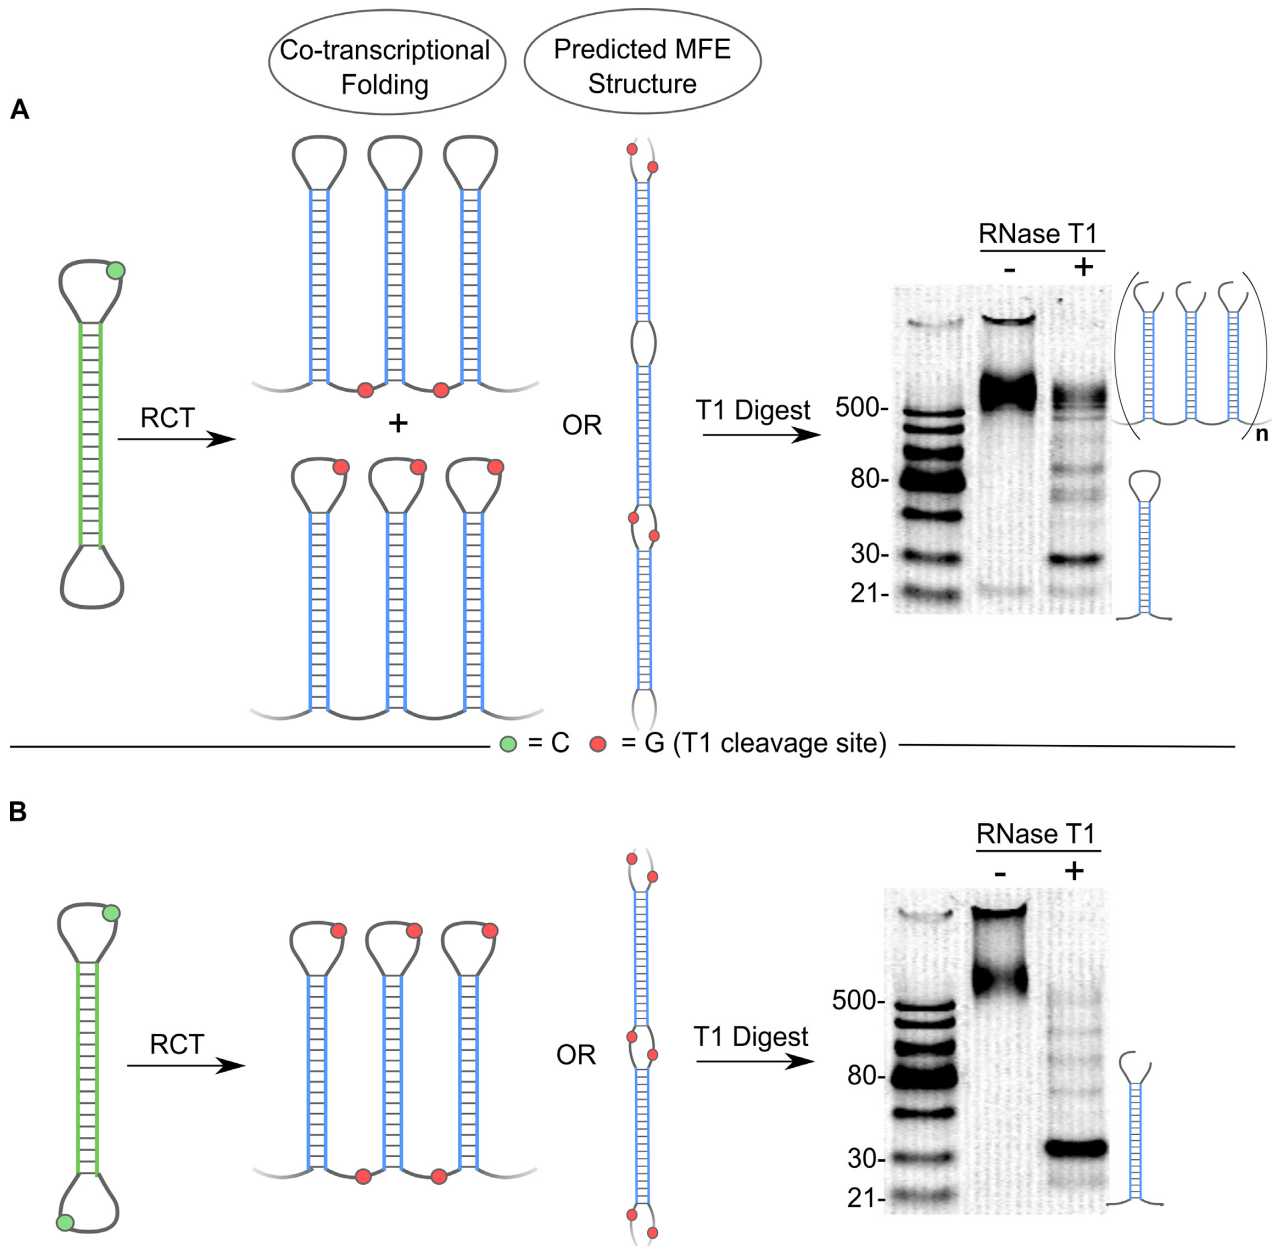 Co-transcriptional
Folding
Predicted MFE
Structure
A
RNase T1
- +
RCT
+
OR
T1 Digest
500-
80-
30-
21-
n
= C = G (T1 cleavage site)
B
RNase T1
- +
RCT
OR
T1 Digest
500-
80-
30-
21-